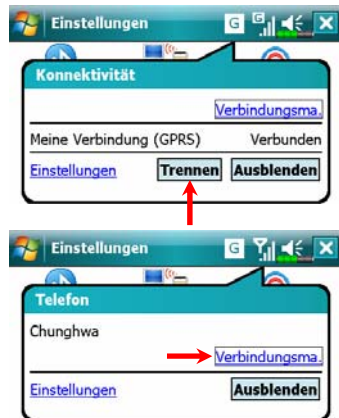 Einstellungen G G
Konnektivität
Verbindungsma.
Meine Verbindung (GPRS) Verbunden
Einstellungen Trennen Ausblenden
Einstellungen G
Telefon
Chunghwa
Verbindungsma.
Einstellungen Ausblenden